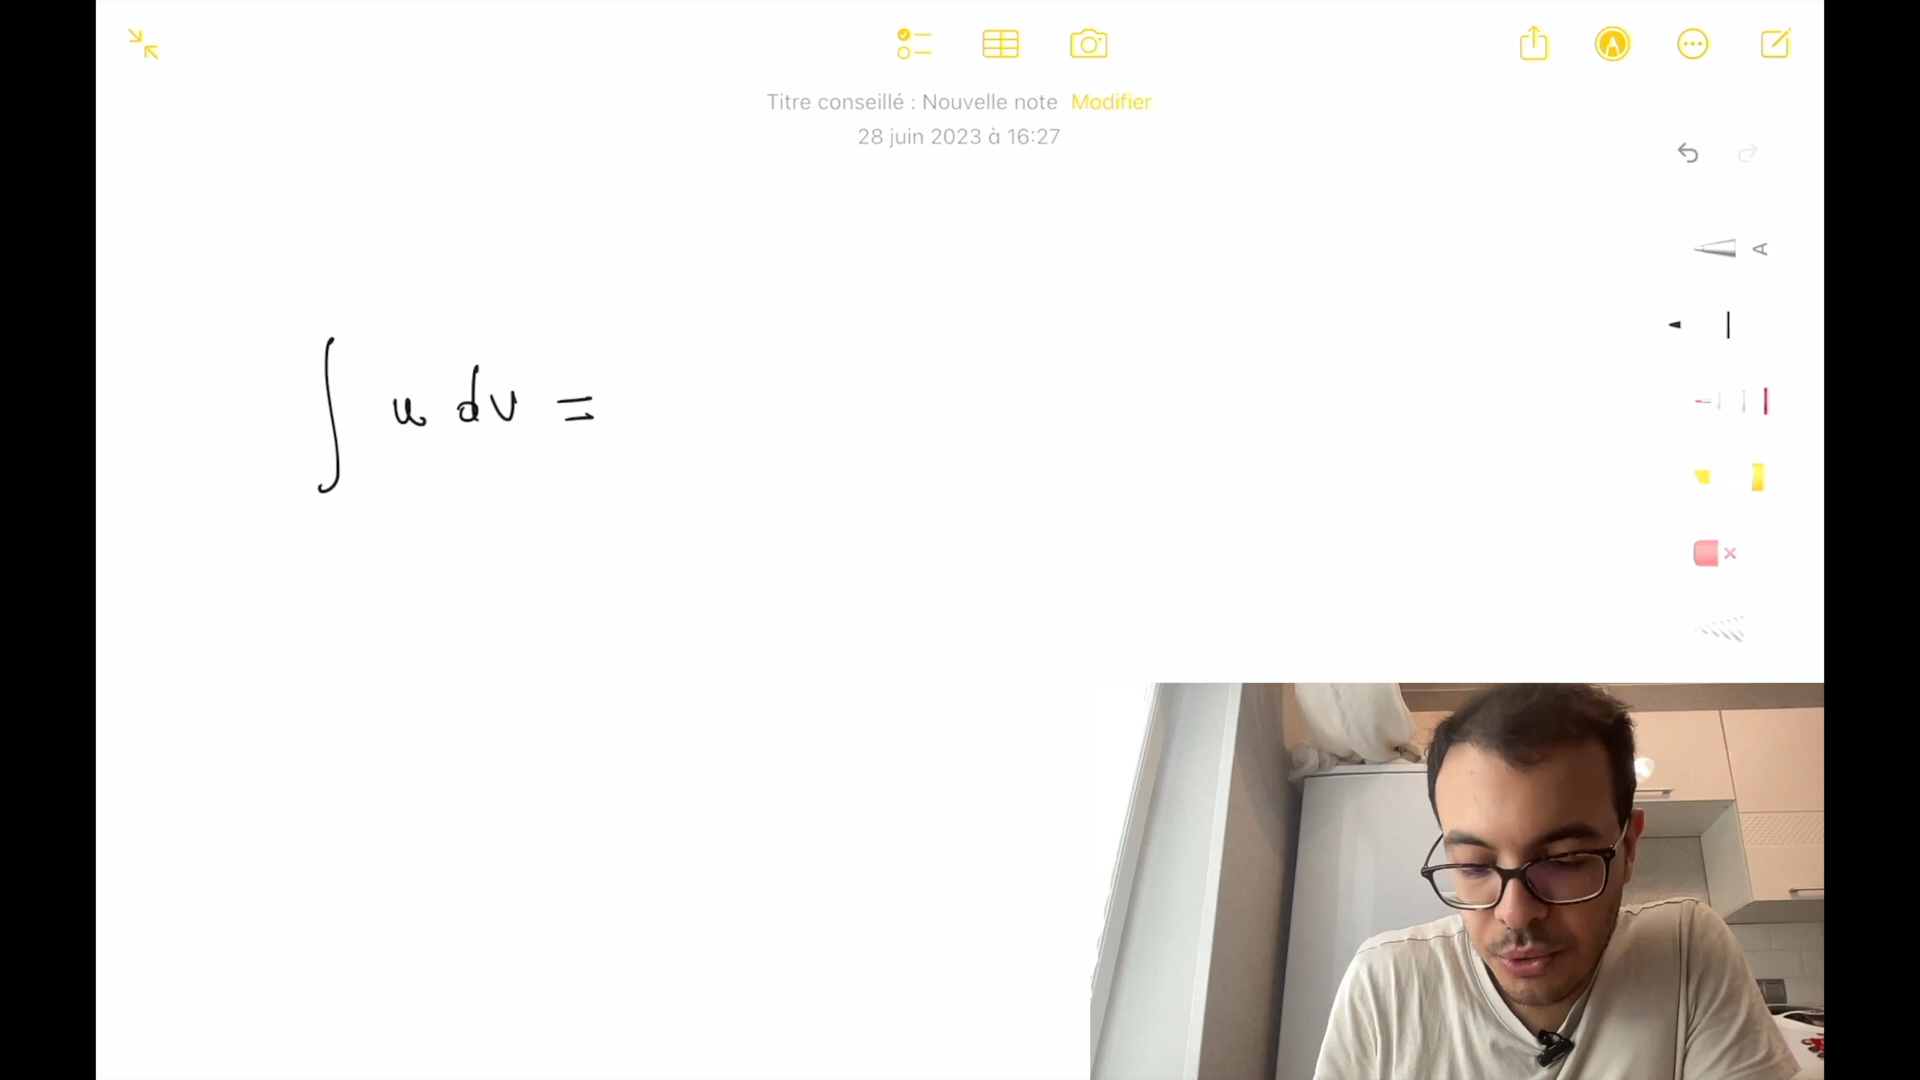 Titre conseillé : Nouvelle note Modifier
28 juin 2023 à 16:27
A
∫ u dv =